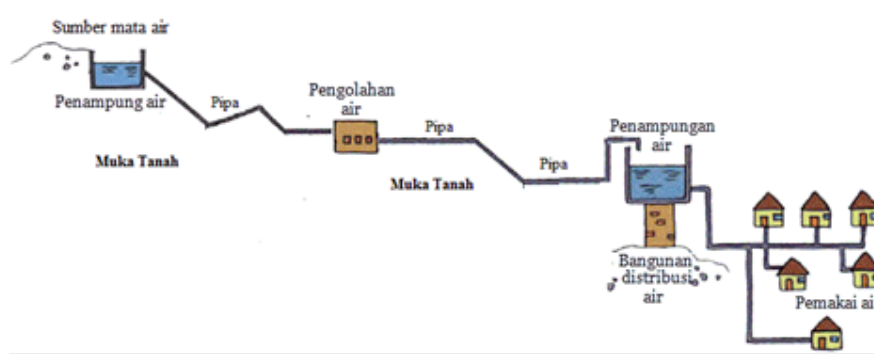 Sumber mata air
Penampung air
Pipa
Muka Tanah
Pengolahan
air
Pipa
Muka Tanah
Pipa
Penampungan
air
Bangunan
distribusi
air
Pemakai ai